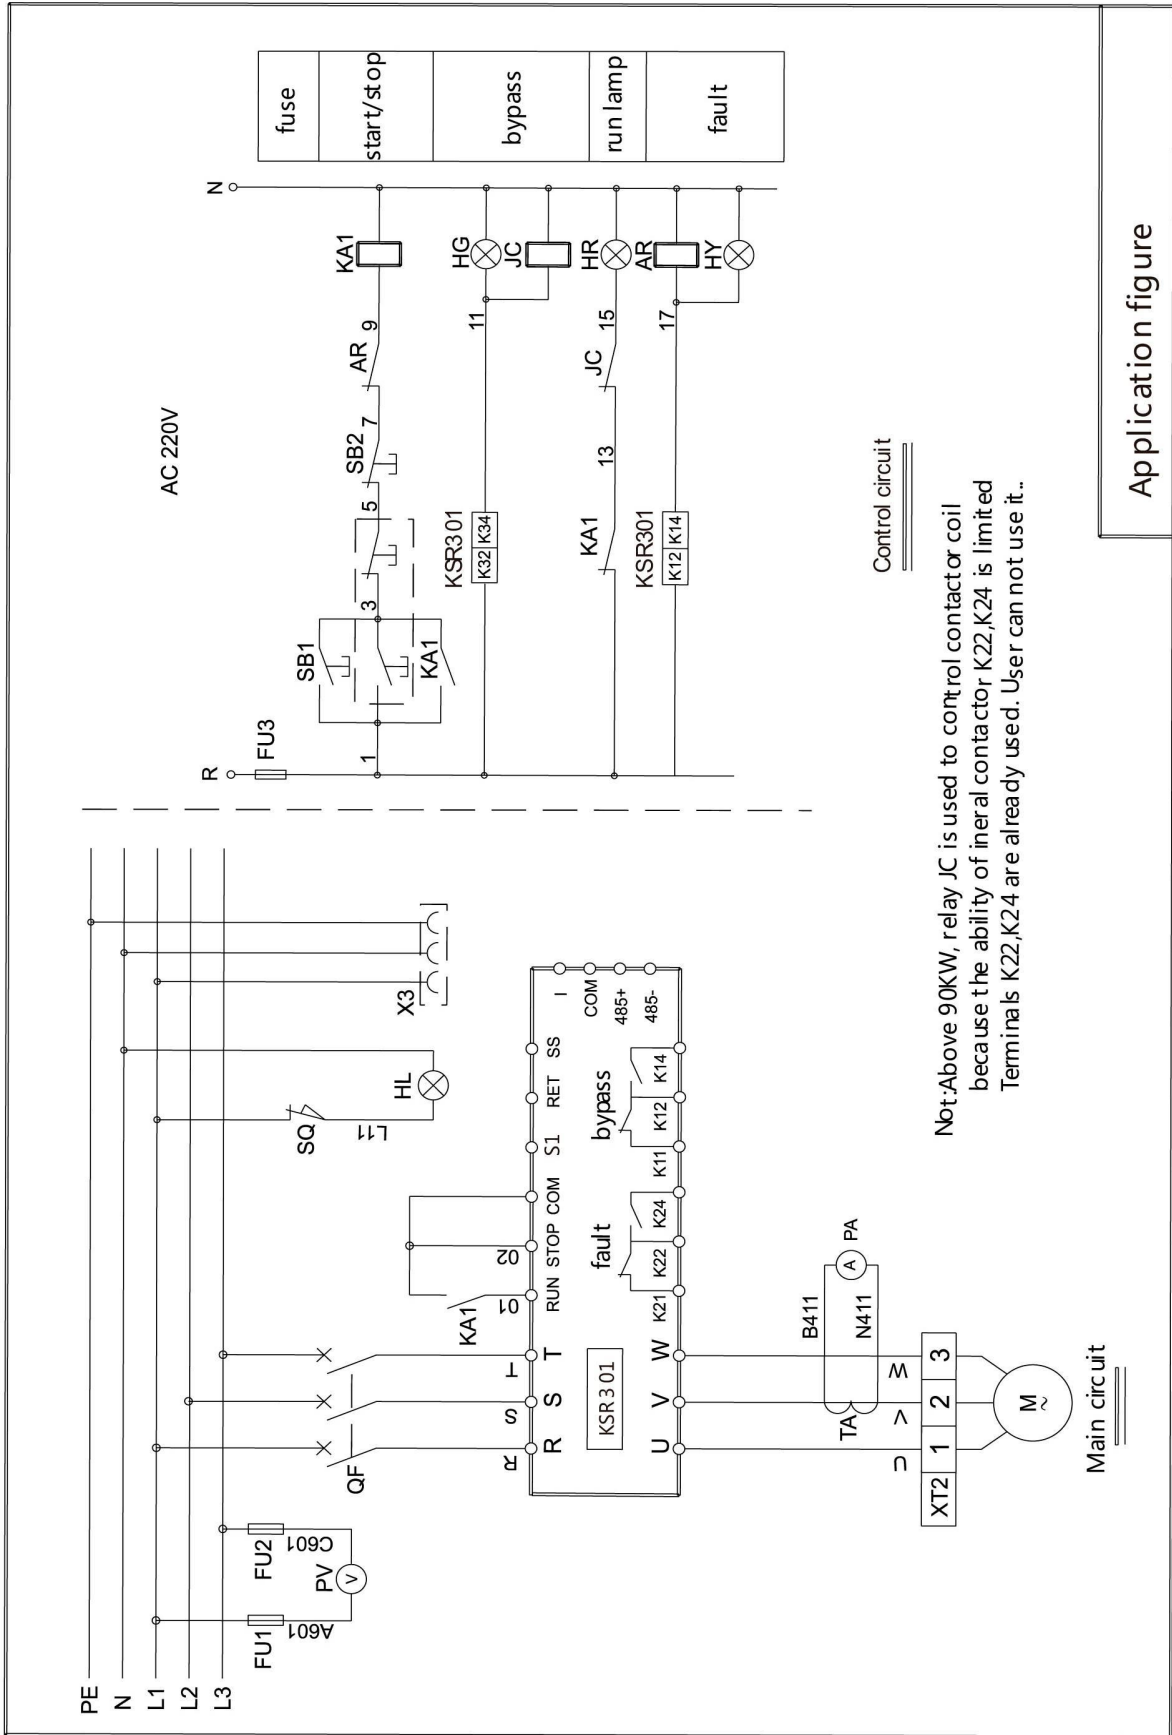 PE
N
L1
L2
L3
FU1
A601
FU2
C601
PV
V
QF
R
S
T
KA1
01
02
SQ
L11
HL
X3
R
S
T
RUN
STOP
COM
S1
RET
SS
I
COM
485+
485-
KSR 3 01
fault
bypass
U
V
W
K21
K22
K24
K11
K12
K14
TA
B411
N411
A
PA
U
V
W
XT2
1
2
3
M
~
Main circuit
AC 220V
R
N
FU3
fuse
1
SB1
KA1
3
5
SB2
7
AR
9
KA1
start/stop
KSR3 01
K32
K34
11
HG
JC
bypass
KA1
13
JC
15
HR
run lamp
KSR301
K12
K14
17
AR
HY
fault
Control circuit
Not:Above 90KW, relay JC is used to control contactor coil
because the ability of ineral contactor K22,K24 is limited
Terminals K22,K24 are already used. User can not use it..
Application figure